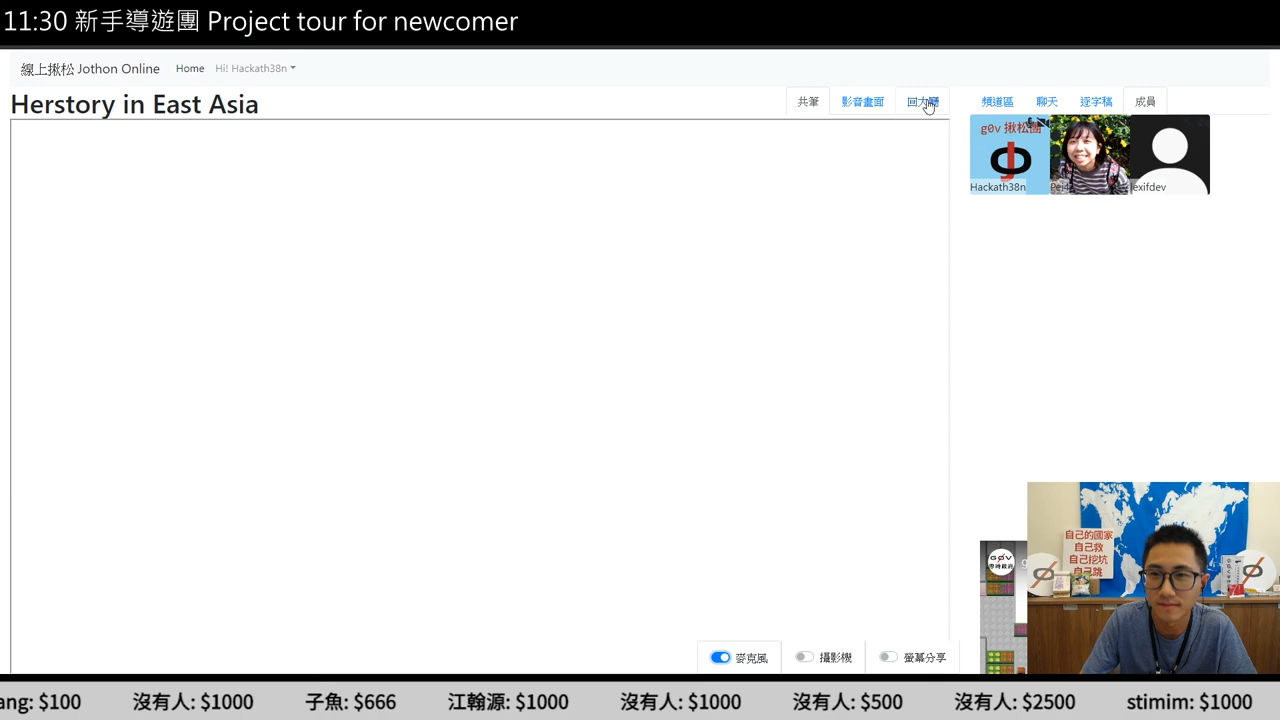 11:30 新手導遊團 Project tour for newcomer
線上揪松 Jothon Online Home Hi! Hackath38n
Herstory in East Asia
共筆 影音畫面 回大廳 頻道區 聊天 逐字稿 成員
g0v 揪松團
Hackath38n
exifdev
自己的國家
自己救
自己挖坑
自己跳
麥克風 攝影機 螢幕分享
ang: $100 沒有人: $1000 子魚: $666 江翰源: $1000 沒有人: $1000 沒有人: $500 沒有人: $2500 stimim: $1000